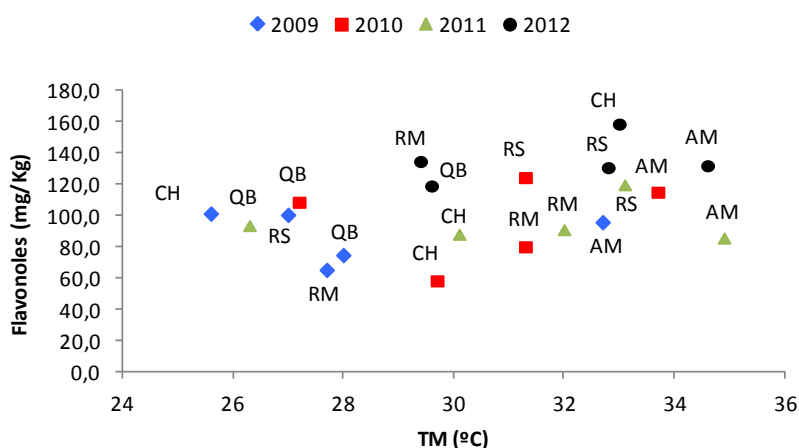 2009 2010 2011 2012
180,0
160,0
140,0
120,0
100,0
80,0
60,0
40,0
20,0
0,0
Flavonoles (mg/Kg)
CH
RM
RS
AM
QB
RS
AM
QB
QB
CH
RS
RS
QB
CH
RM
RM
AM
AM
CH
RM
24 26 28 30 32 34 36
TM (ºC)